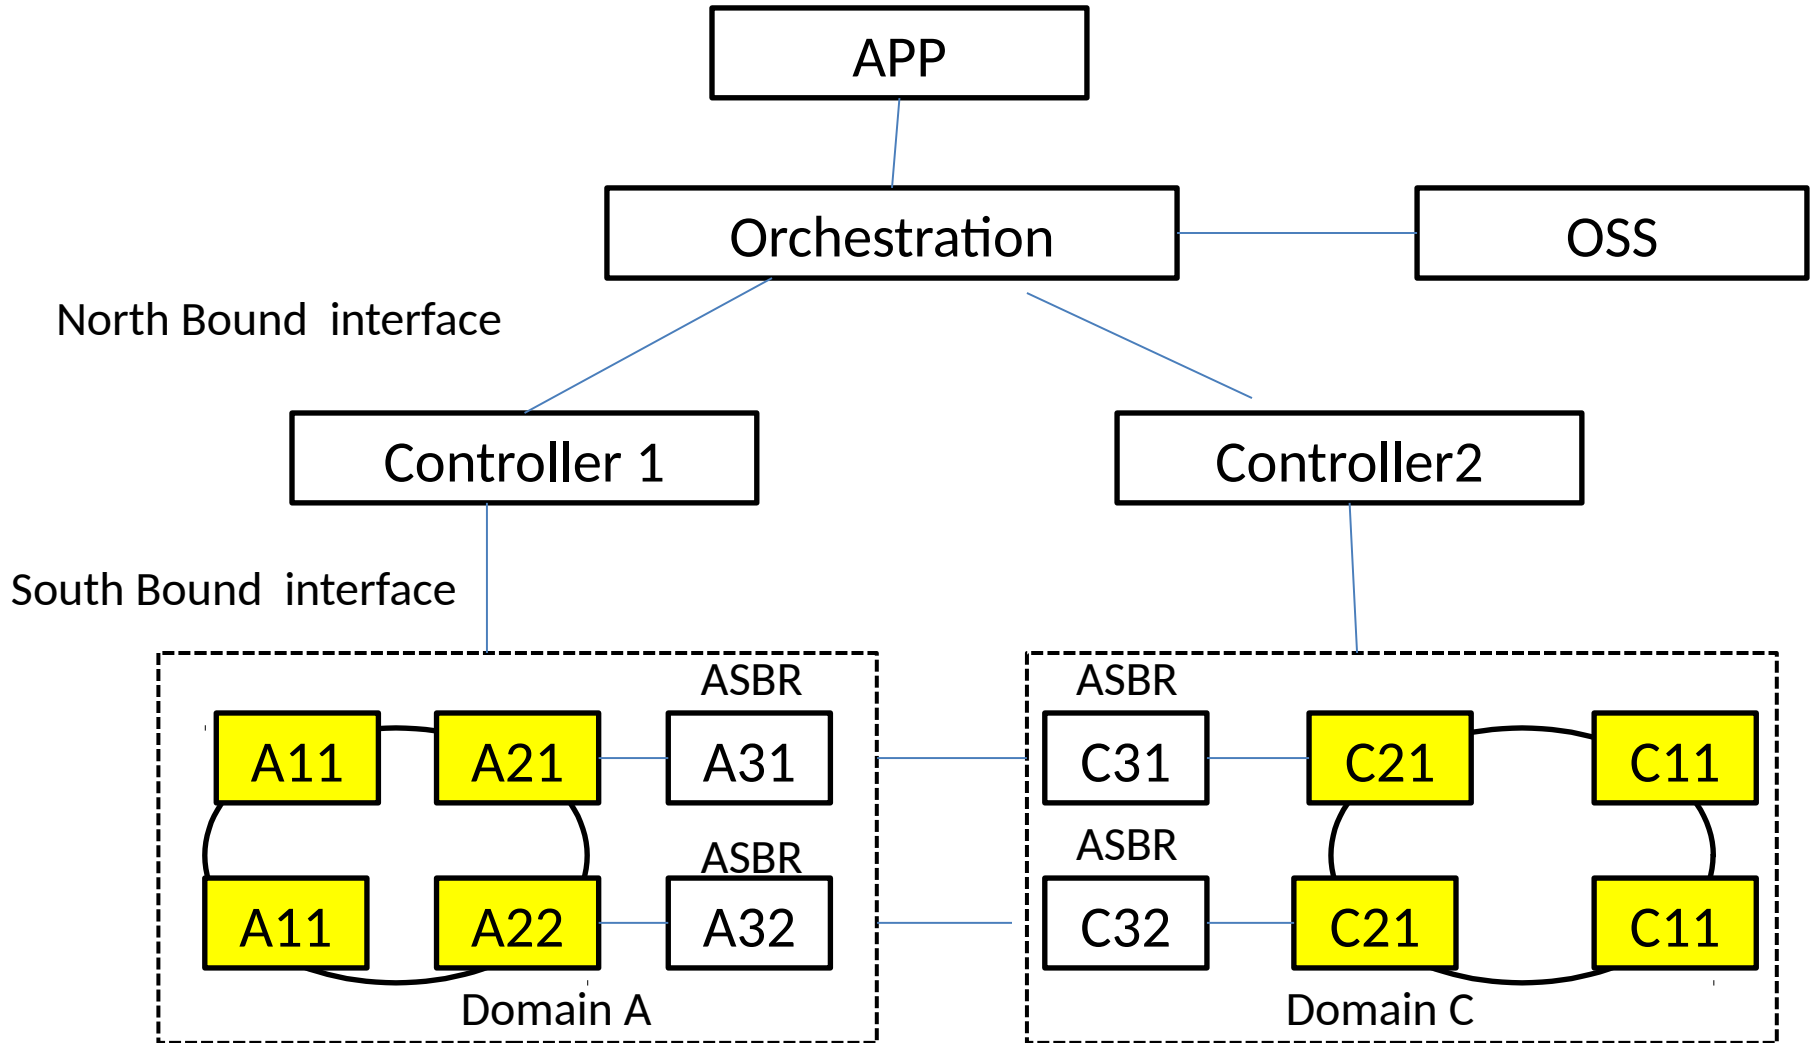 APP
Orchestration
OSS
North Bound  interface
Controller 1
Controller2
South Bound  interface
ASBR
ASBR
A11
A21
A31
C31
C21
C11
ASBR
ASBR
A11
A22
A32
C32
C21
C11
Domain A
Domain C